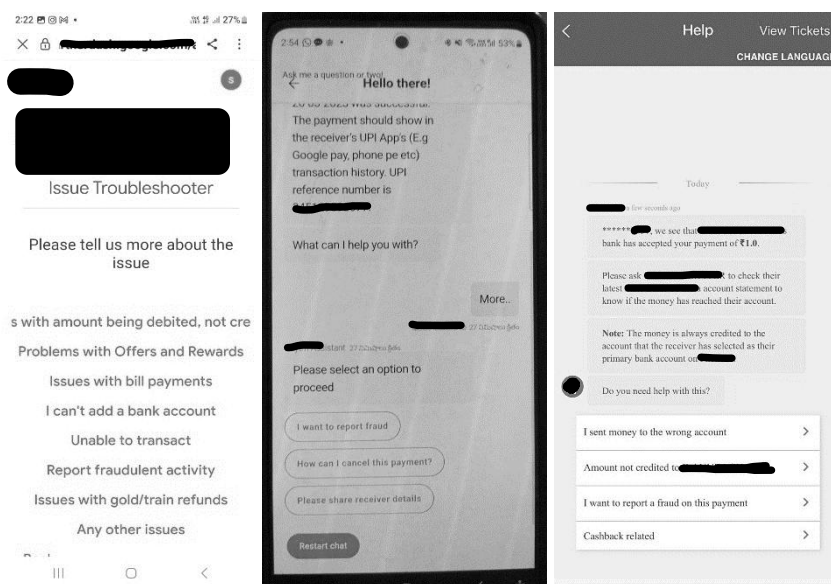 2:22
27%
S
Issue Troubleshooter
Please tell us more about the
issue
s with amount being debited, not cre
Problems with Offers and Rewards
Issues with bill payments
I can't add a bank account
Unable to transact
Report fraudulent activity
Issues with gold/train refunds
Any other issues
2:54
53%
Ask me a question or two!
Hello there!
was successful.
The payment should show in
the receiver's UPI App's (E.g
Google pay, phone pe etc)
transaction history. UPI
reference number is
What can I help you with?
More..
Please select an option to
proceed
I want to report fraud
How can I cancel this payment?
Please share receiver details
Restart chat
Help
View Tickets
CHANGE LANGUAG
Today
a few seconds ago
******, we see that
bank has accepted your payment of ₹1.0.
Please ask to check their
latest account statement to
know if the money has reached their account.
Note: The money is always credited to the
account that the receiver has selected as their
primary bank account on
Do you need help with this?
I sent money to the wrong account
Amount not credited to
I want to report a fraud on this payment
Cashback related